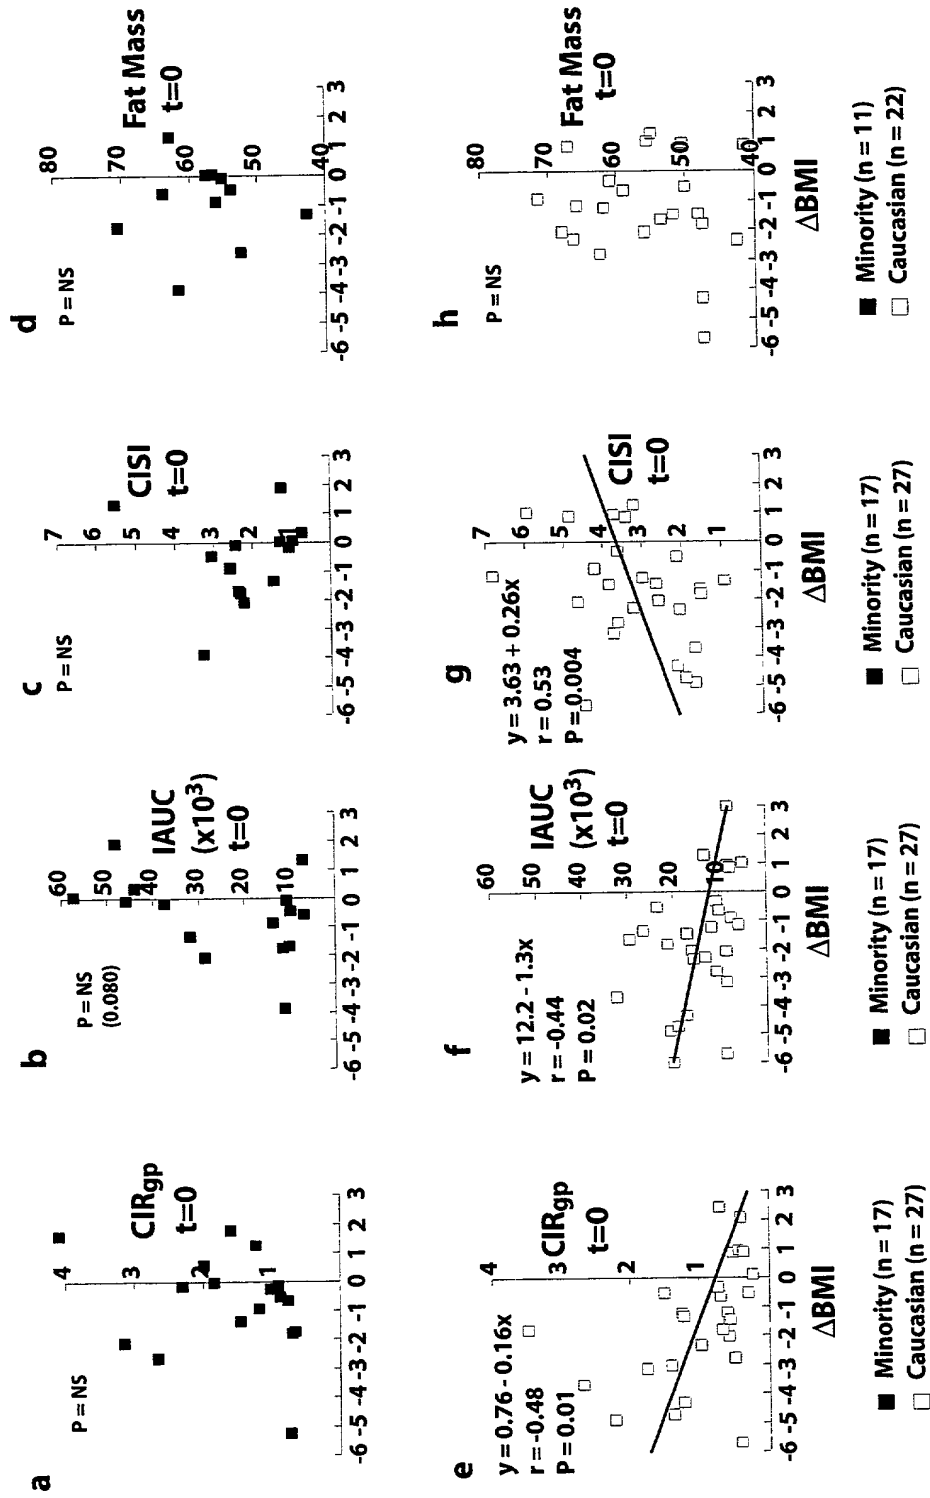 a
P = NS
CIRgp
t=0
4
3
2
1
-6 -5 -4 -3 -2 -1 0 1 2 3
b
P = NS
(0.080)
IAUC
(x10³)
t=0
60
50
40
30
20
10
-6 -5 -4 -3 -2 -1 0 1 2 3
c
P = NS
CISI
t=0
7
6
5
4
3
2
1
-6 -5 -4 -3 -2 -1 0 1 2 3
d
P = NS
Fat Mass
t=0
80
70
60
50
40
-6 -5 -4 -3 -2 -1 0 1 2 3
e
y = 0.76 - 0.16x
r = -0.48
P = 0.01
CIRgp
t=0
4
3
2
1
-6 -5 -4 -3 -2 -1 0 1 2 3
ΔBMI
Minority (n = 17)
Caucasian (n = 27)
f
y = 12.2 - 1.3x
r = -0.44
P = 0.02
IAUC
(x10³)
t=0
60
50
40
30
20
10
-6 -5 -4 -3 -2 -1 0 1 2 3
ΔBMI
Minority (n = 17)
Caucasian (n = 27)
g
y = 3.63 + 0.26x
r = 0.53
P = 0.004
CISI
t=0
7
6
5
4
3
2
1
-6 -5 -4 -3 -2 -1 0 1 2 3
ΔBMI
Minority (n = 17)
Caucasian (n = 27)
h
P = NS
Fat Mass
t=0
80
70
60
50
40
-6 -5 -4 -3 -2 -1 0 1 2 3
ΔBMI
Minority (n = 11)
Caucasian (n = 22)